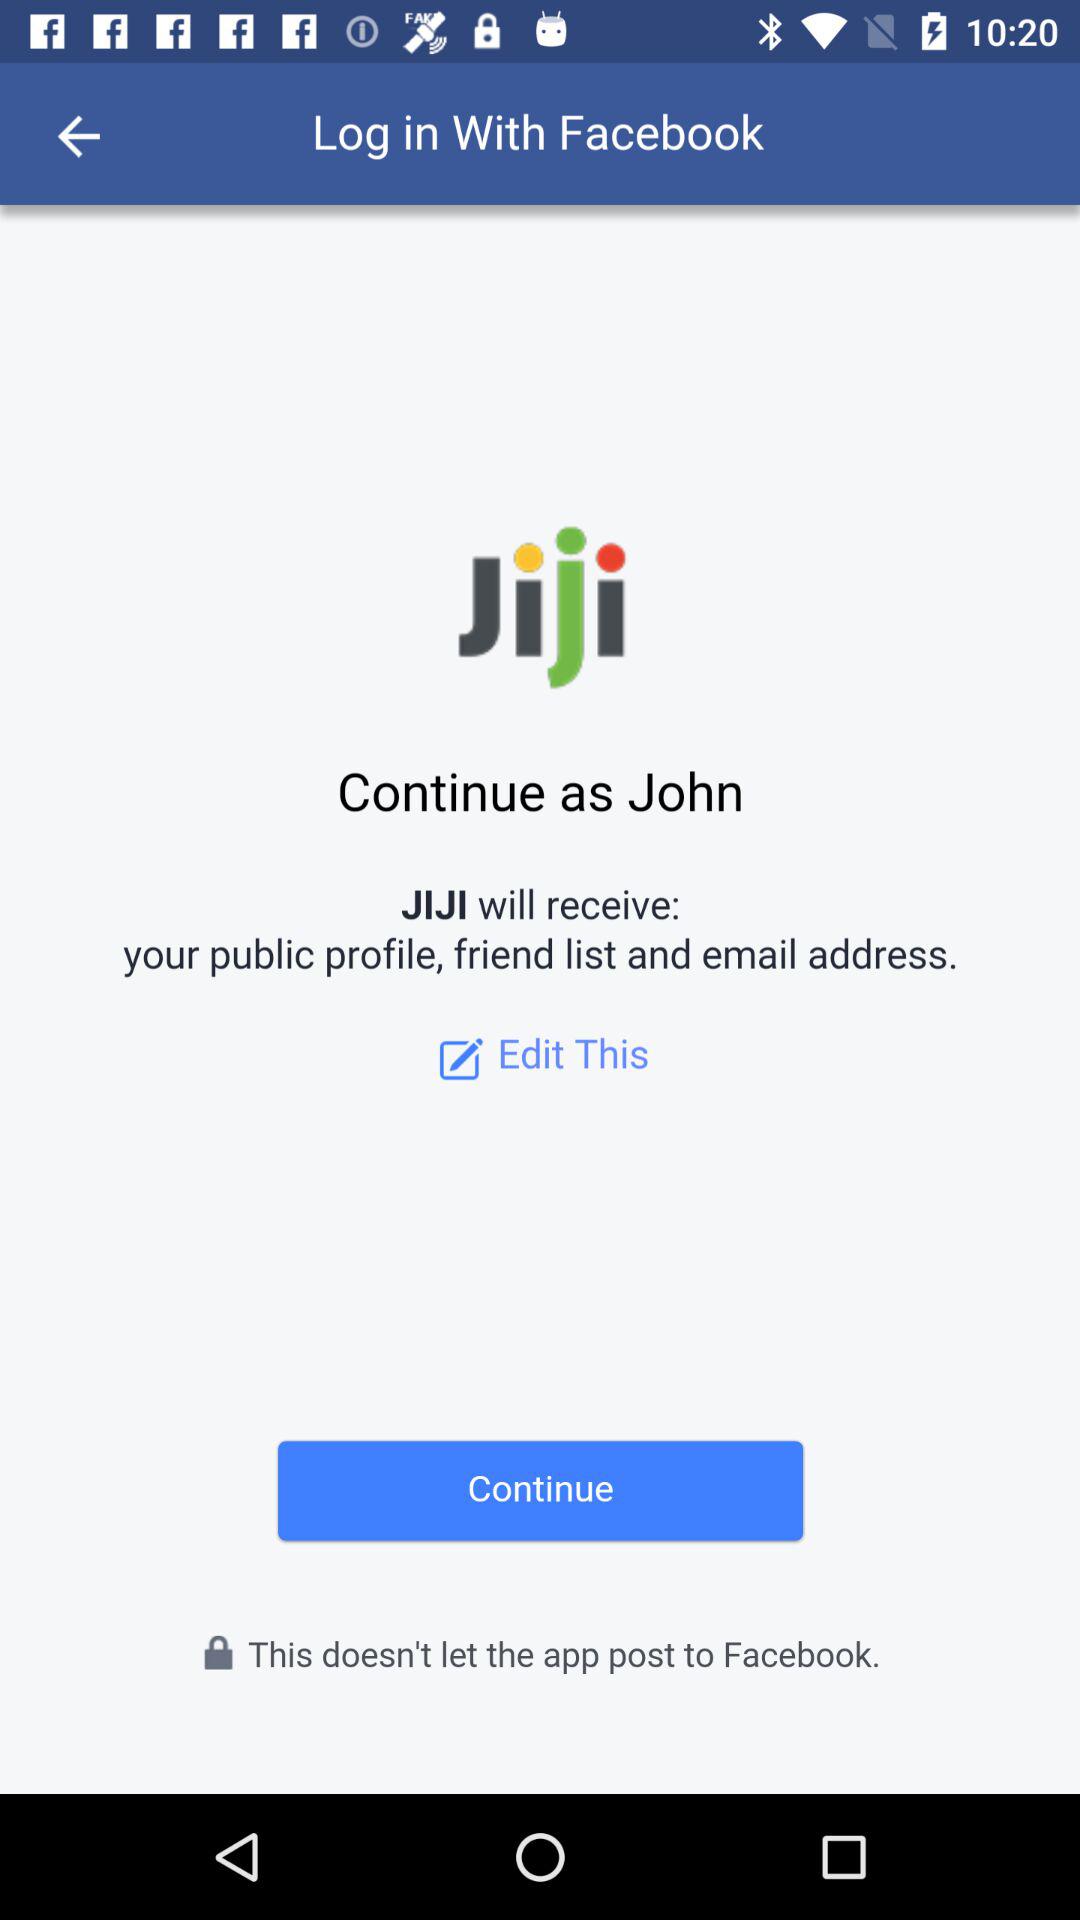 FAKE 10:20
Log in With Facebook
Jiji
Continue as John
JIJI will receive:
your public profile, friend list and email address.
Edit This
Continue
This doesn't let the app post to Facebook.